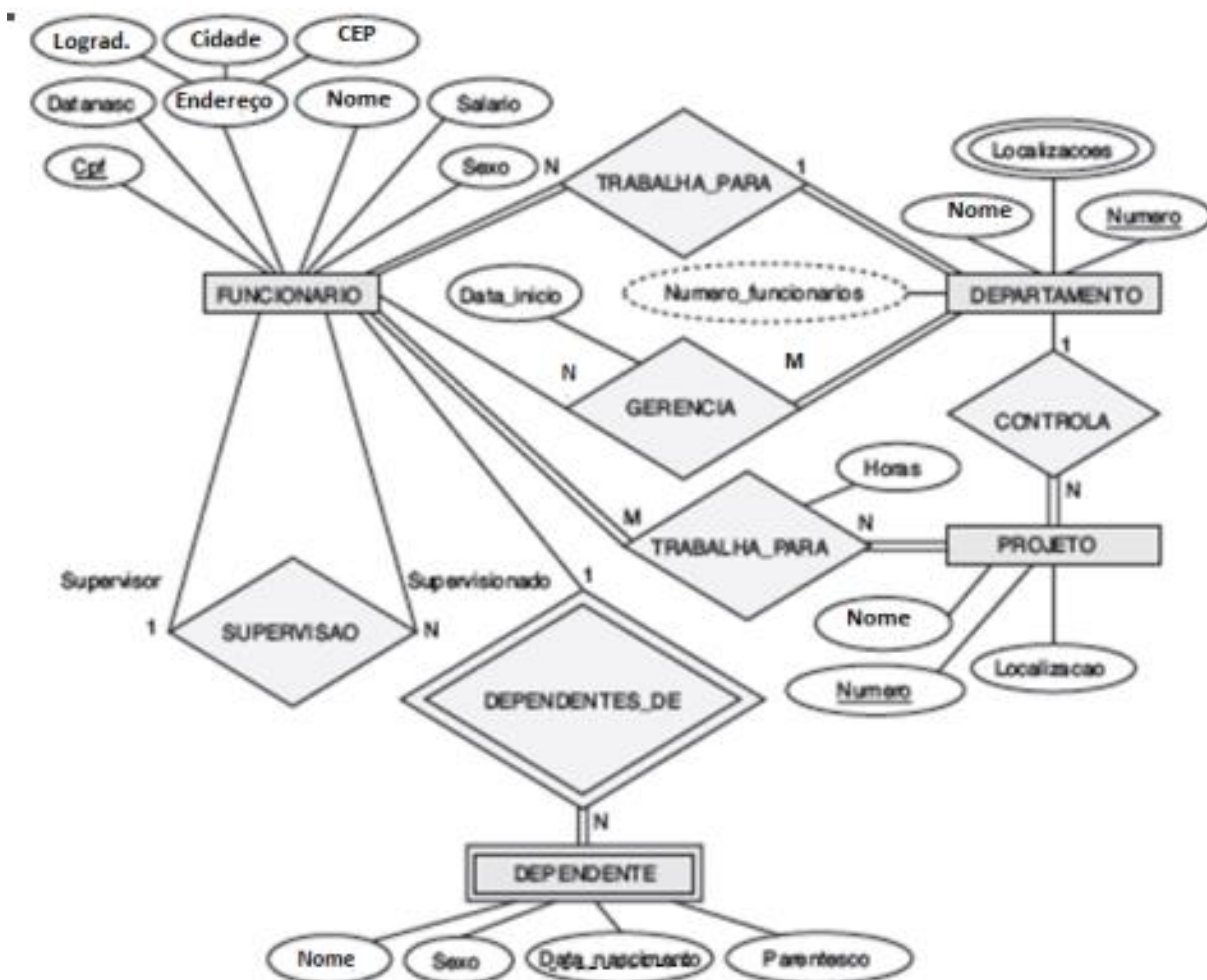 Lograd.
Cidade
CEP
Datanasc
Endereço
Nome
Salario
Cpf
Sexo
N
TRABALHA_PARA
1
Localizacoes
Nome
Numero
FUNCIONARIO
Data_inicio
Numero_funcionarios
DEPARTAMENTO
N
M
1
GERENCIA
CONTROLA
Horas
M
N
N
TRABALHA_PARA
PROJETO
Supervisor
Supervisionado
1
1
SUPERVISAO
N
Nome
Localizacao
Numero
DEPENDENTES_DE
N
DEPENDENTE
Nome
Sexo
Data_nascimento
Parentesco